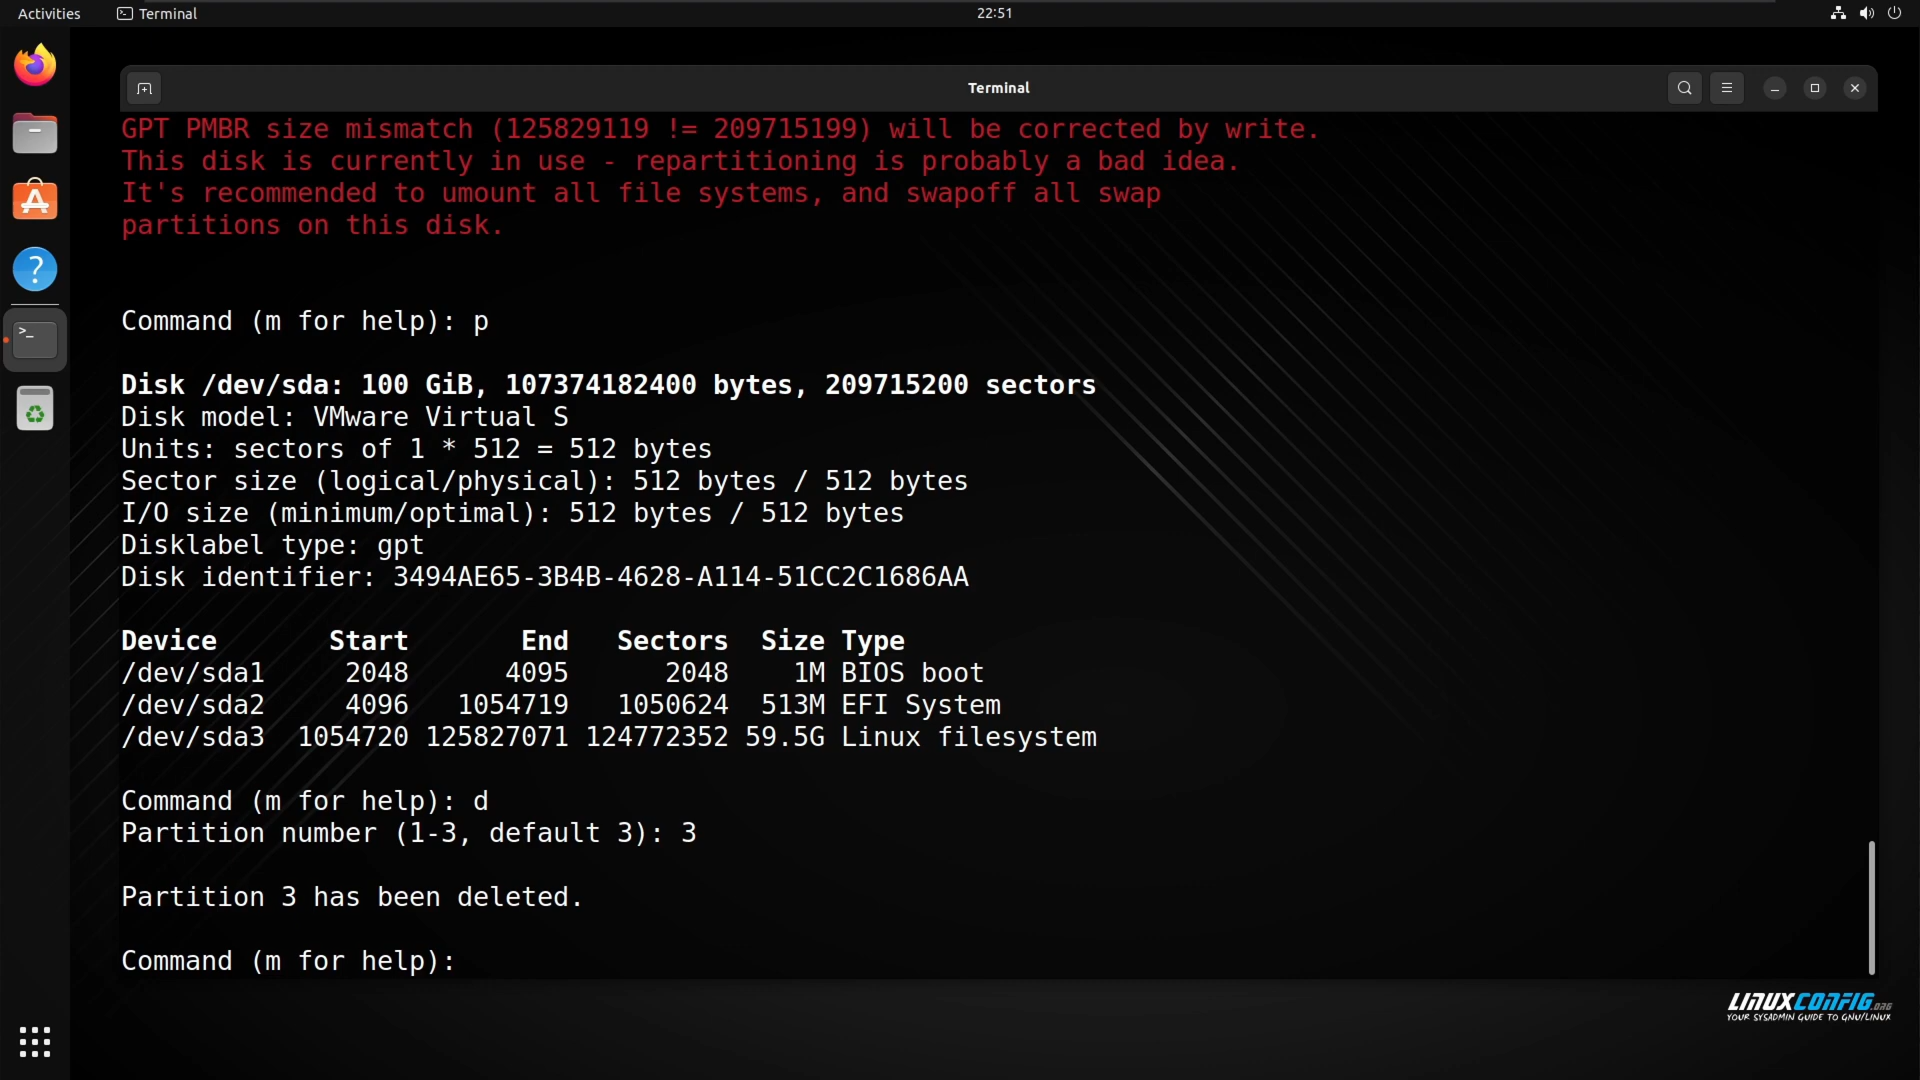 Activities
Terminal
22:51
Terminal
GPT PMBR size mismatch (125829119 != 209715199) will be corrected by write.
This disk is currently in use - repartitioning is probably a bad idea.
It's recommended to umount all file systems, and swapoff all swap
partitions on this disk.
Command (m for help): p
Disk /dev/sda: 100 GiB, 107374182400 bytes, 209715200 sectors
Disk model: VMware Virtual S
Units: sectors of 1 * 512 = 512 bytes
Sector size (logical/physical): 512 bytes / 512 bytes
I/O size (minimum/optimal): 512 bytes / 512 bytes
Disklabel type: gpt
Disk identifier: 3494AE65-3B4B-4628-A114-51CC2C1686AA
Device       Start       End   Sectors  Size Type
/dev/sda1     2048      4095      2048    1M BIOS boot
/dev/sda2     4096   1054719   1050624  513M EFI System
/dev/sda3  1054720 125827071 124772352 59.5G Linux filesystem
Command (m for help): d
Partition number (1-3, default 3): 3
Partition 3 has been deleted.
Command (m for help):
LINUXCONFIG.ORG
YOUR SYSADMIN GUIDE TO GNU/LINUX